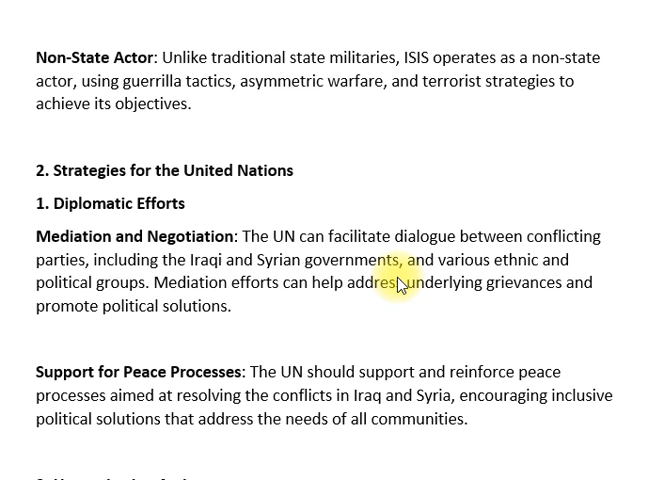 Non-State Actor: Unlike traditional state militaries, ISIS operates as a non-state
actor, using guerrilla tactics, asymmetric warfare, and terrorist strategies to
achieve its objectives.
2. Strategies for the United Nations
1. Diplomatic Efforts
Mediation and Negotiation: The UN can facilitate dialogue between conflicting
parties, including the Iraqi and Syrian governments, and various ethnic and
political groups. Mediation efforts can help address underlying grievances and
promote political solutions.
Support for Peace Processes: The UN should support and reinforce peace
processes aimed at resolving the conflicts in Iraq and Syria, encouraging inclusive
political solutions that address the needs of all communities.